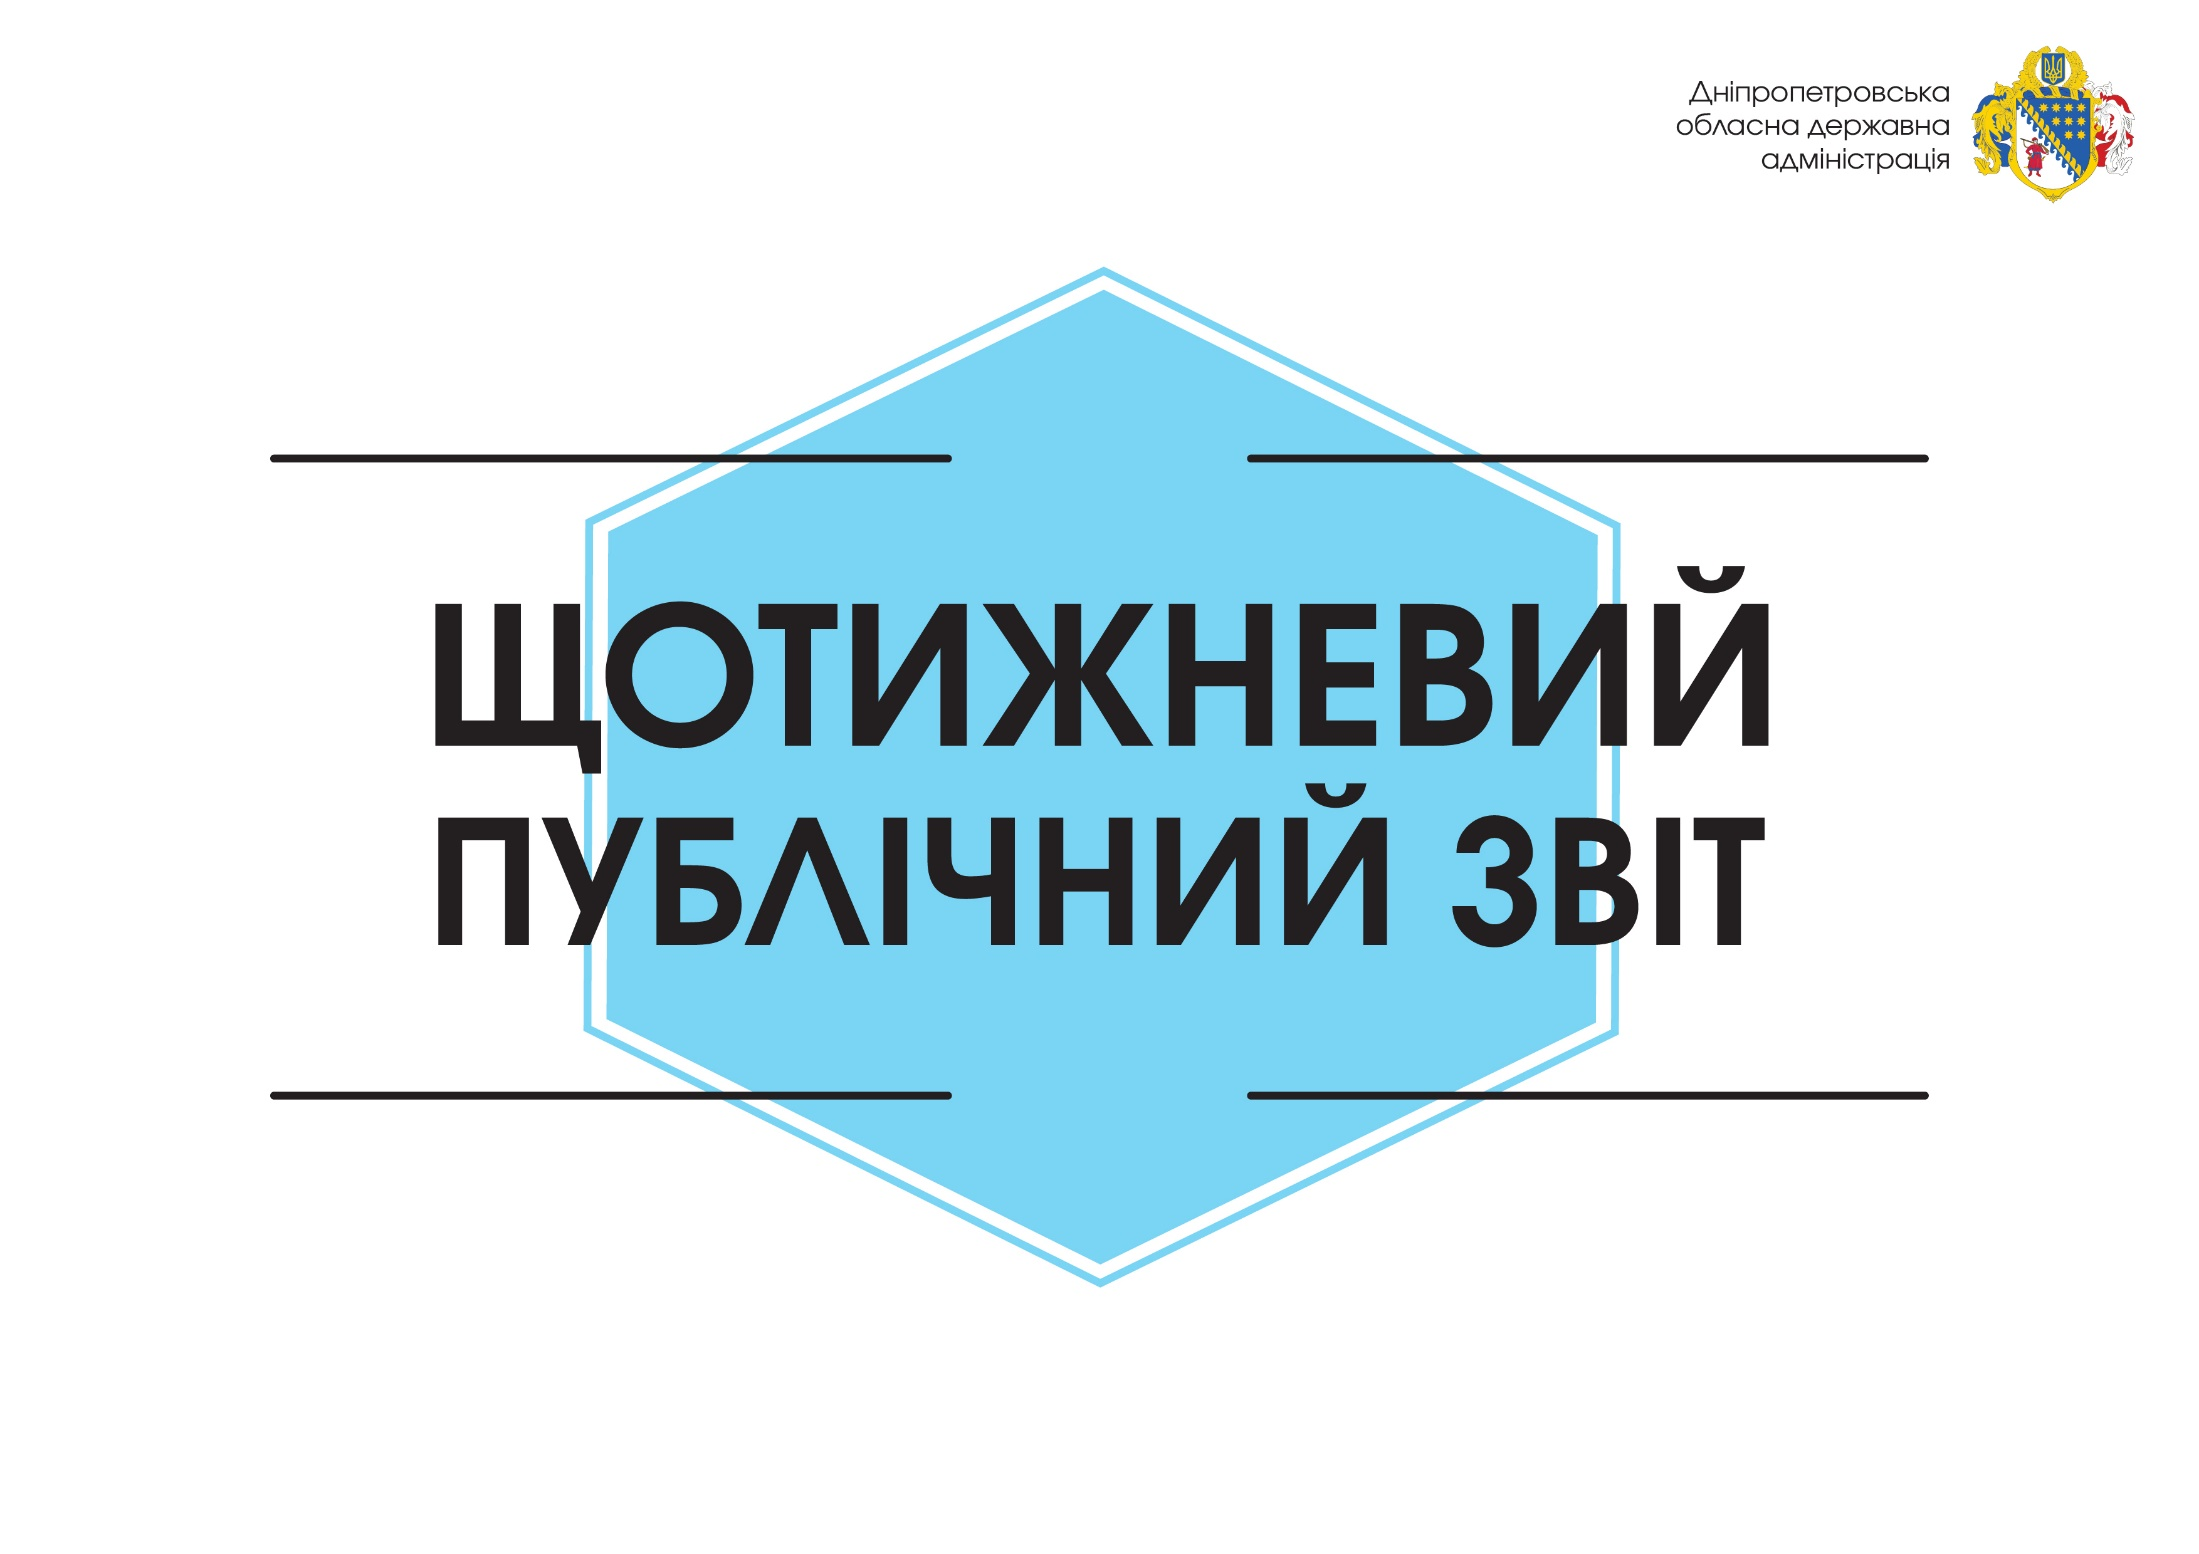 Дніпропетровська
обласна державна
адміністрація
ЩОТИЖНЕВИЙ
ПУБЛІЧНИЙ ЗВІТ